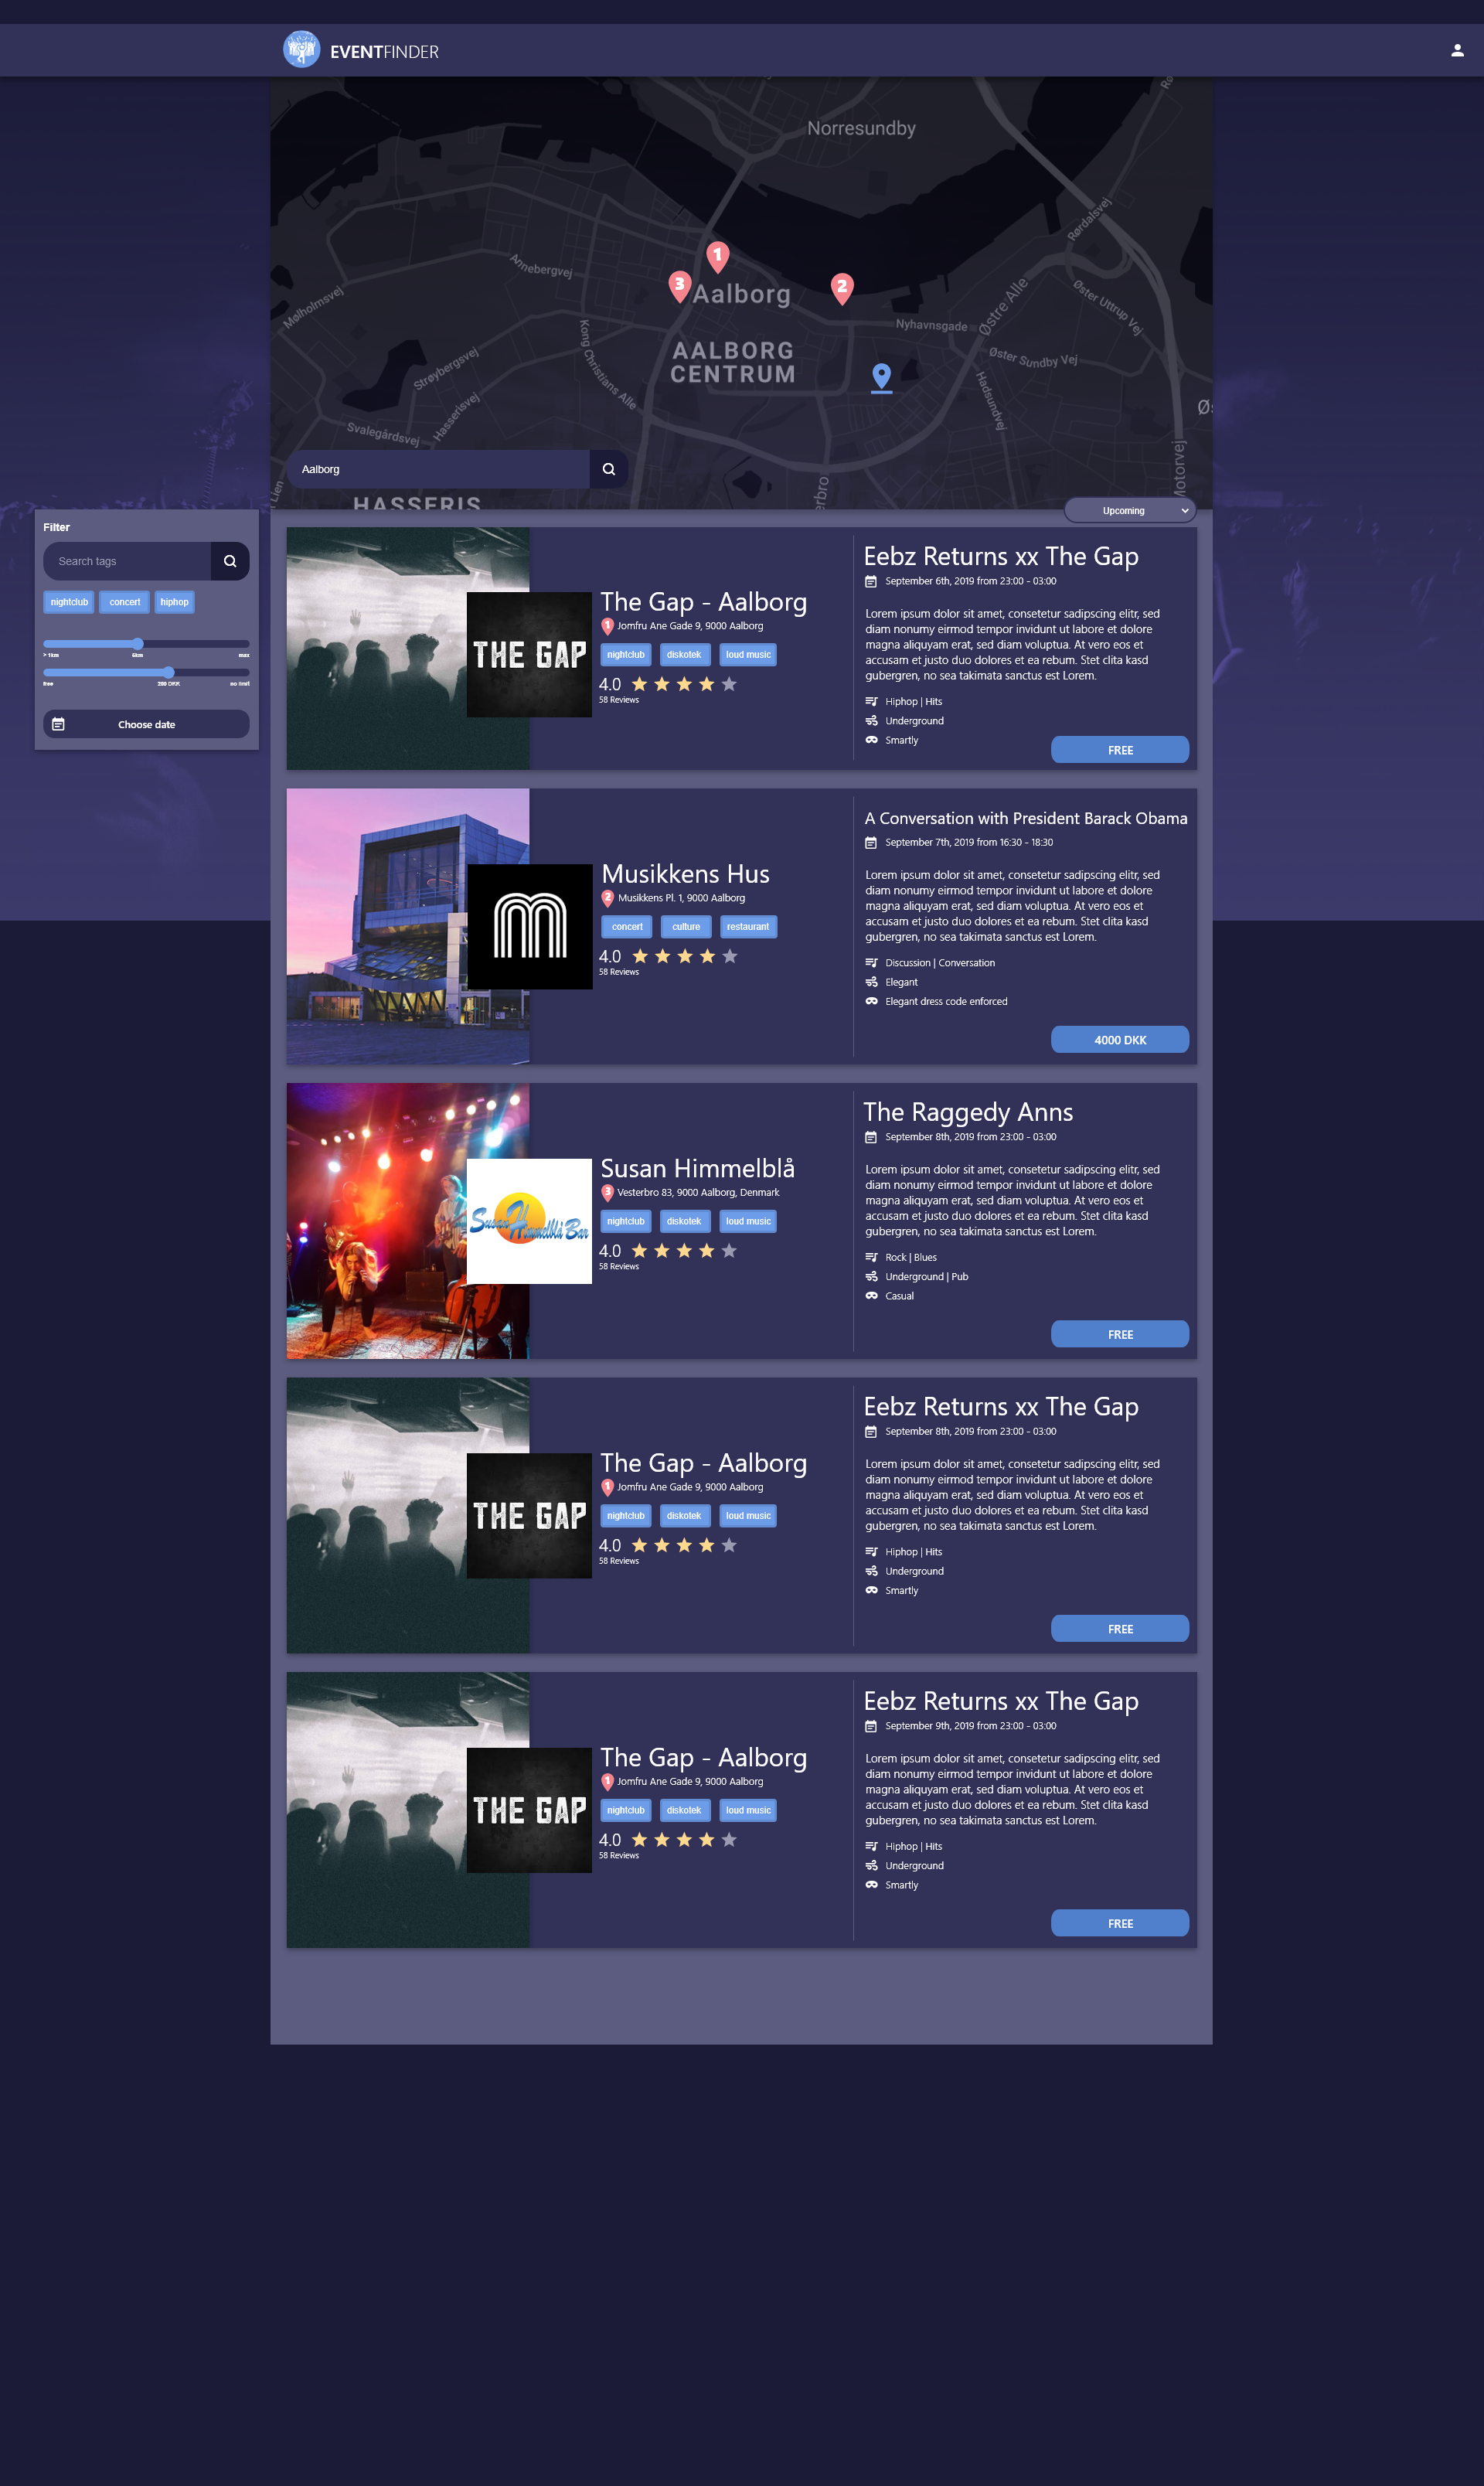 EVENTFINDER
Norresundby
Rørdalsvej
Annebergvej
1
3
Aalborg
2
Mølholmsvej
Kong Christians Alle
Nyhavnsgade
Østre Alle
Øster Uttrup Vej
AALBORG
CENTRUM
Øster Sundby Vej
Strøybergsvej
Hadsundvej
Hasserisvej
Svalegårdsvej
Motorvej
Aalborg
HASSERIS
Upcoming
Filter
Search tags
nightclub concert hiphop
> 1km 6km max
free no limit
Choose date
THE GAP
The Gap - Aalborg
1 Jomfru Ane Gade 9, 9000 Aalborg
nightclub diskotek loud music
4.0
58 Reviews
Eebz Returns xx The Gap
September 6th, 2019 from 23:00 - 03:00
Lorem ipsum dolor sit amet, consetetur sadipscing elitr, sed
diam nonumy eirmod tempor invidunt ut labore et dolore
magna aliquyam erat, sed diam voluptua. At vero eos et
accusam et justo duo dolores et ea rebum. Stet clita kasd
gubergren, no sea takimata sanctus est Lorem.
Hiphop | Hits
Underground
Smartly
FREE
Musikkens Hus
2 Musikkens Pl. 1, 9000 Aalborg
concert culture restaurant
4.0
58 Reviews
A Conversation with President Barack Obama
September 7th, 2019 from 16:30 - 18:30
Lorem ipsum dolor sit amet, consetetur sadipscing elitr, sed
diam nonumy eirmod tempor invidunt ut labore et dolore
magna aliquyam erat, sed diam voluptua. At vero eos et
accusam et justo duo dolores et ea rebum. Stet clita kasd
gubergren, no sea takimata sanctus est Lorem.
Discussion | Conversation
Elegant
Elegant dress code enforced
4000 DKK
Susan Himmelblå Bar
Susan Himmelblå
3 Vesterbro 83, 9000 Aalborg, Denmark
nightclub diskotek loud music
4.0
58 Reviews
The Raggedy Anns
September 8th, 2019 from 23:00 - 03:00
Lorem ipsum dolor sit amet, consetetur sadipscing elitr, sed
diam nonumy eirmod tempor invidunt ut labore et dolore
magna aliquyam erat, sed diam voluptua. At vero eos et
accusam et justo duo dolores et ea rebum. Stet clita kasd
gubergren, no sea takimata sanctus est Lorem.
Rock | Blues
Underground | Pub
Casual
FREE
THE GAP
The Gap - Aalborg
1 Jomfru Ane Gade 9, 9000 Aalborg
nightclub diskotek loud music
4.0
58 Reviews
Eebz Returns xx The Gap
September 8th, 2019 from 23:00 - 03:00
Lorem ipsum dolor sit amet, consetetur sadipscing elitr, sed
diam nonumy eirmod tempor invidunt ut labore et dolore
magna aliquyam erat, sed diam voluptua. At vero eos et
accusam et justo duo dolores et ea rebum. Stet clita kasd
gubergren, no sea takimata sanctus est Lorem.
Hiphop | Hits
Underground
Smartly
FREE
THE GAP
The Gap - Aalborg
1 Jomfru Ane Gade 9, 9000 Aalborg
nightclub diskotek loud music
4.0
58 Reviews
Eebz Returns xx The Gap
September 9th, 2019 from 23:00 - 03:00
Lorem ipsum dolor sit amet, consetetur sadipscing elitr, sed
diam nonumy eirmod tempor invidunt ut labore et dolore
magna aliquyam erat, sed diam voluptua. At vero eos et
accusam et justo duo dolores et ea rebum. Stet clita kasd
gubergren, no sea takimata sanctus est Lorem.
Hiphop | Hits
Underground
Smartly
FREE